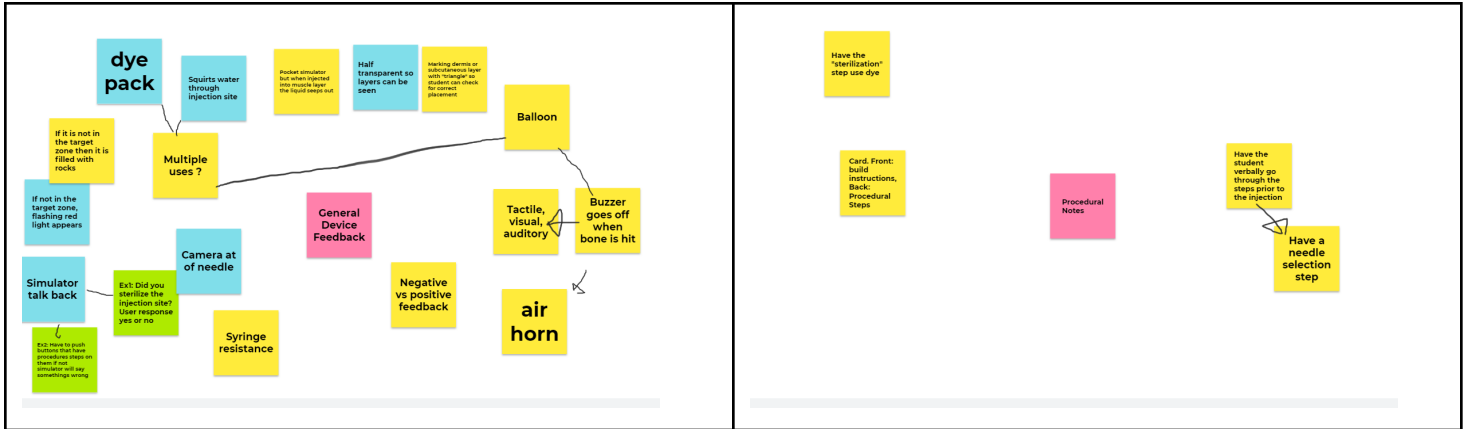 dye
pack
Squirts water
through
injection site
Pocket simulator
but when injected
into muscle layer
the liquid seeps out
Half
transparent so
layers can be
seen
Marking dermis or
subcutaneous layer
with "triangle" so
student can check
for correct
placement
Balloon
If it is not in
the target
zone then it is
filled with
rocks
Multiple
uses ?
If not in the
target zone,
flashing red
light appears
General
Device
Feedback
Tactile,
visual,
auditory
Buzzer
goes off
when
bone is hit
Camera at
of needle
Simulator
talk back
Ex1: Did you
sterilize the
injection site?
User response
yes or no
Negative
vs positive
feedback
air
horn
Syringe
resistance
Ex2: Have to push
buttons that have
procedures steps on
them if not
simulator will say
somethings wrong
Have the
"sterilization"
step use dye
Card. Front:
build
instructions,
Back:
Procedural
Steps
Procedural
Notes
Have the
student
verbally go
through the
steps prior to
the injection
Have a
needle
selection
step